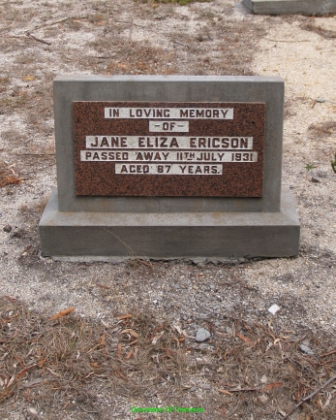 IN LOVING MEMORY
-OF-
JANE ELIZA ERICSON
PASSED AWAY 11TH JULY 1931
AGED 87 YEARS.